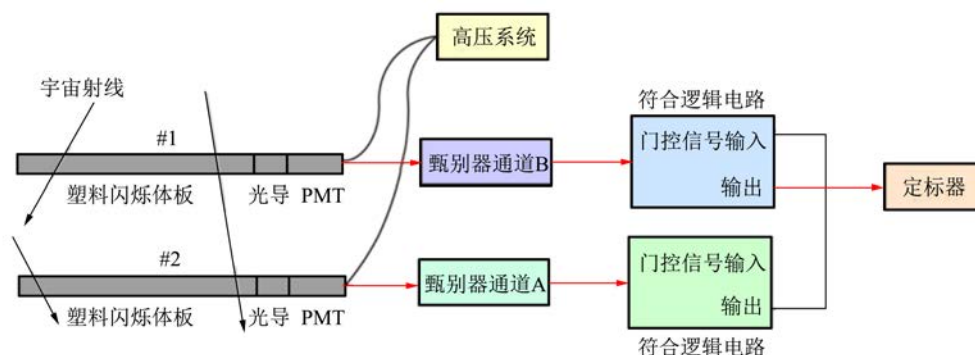 高压系统
宇宙射线
符合逻辑电路
#1
甄别器通道B
门控信号输入
输出
定标器
塑料闪烁体板 光导 PMT
#2
甄别器通道A
门控信号输入
输出
塑料闪烁体板 光导 PMT
符合逻辑电路